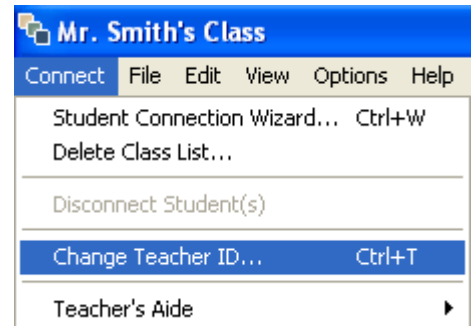 Mr. Smith's Class
Connect File Edit View Options Help
Student Connection Wizard... Ctrl+W
Delete Class List...
Disconnect Student(s)
Change Teacher ID... Ctrl+T
Teacher's Aide